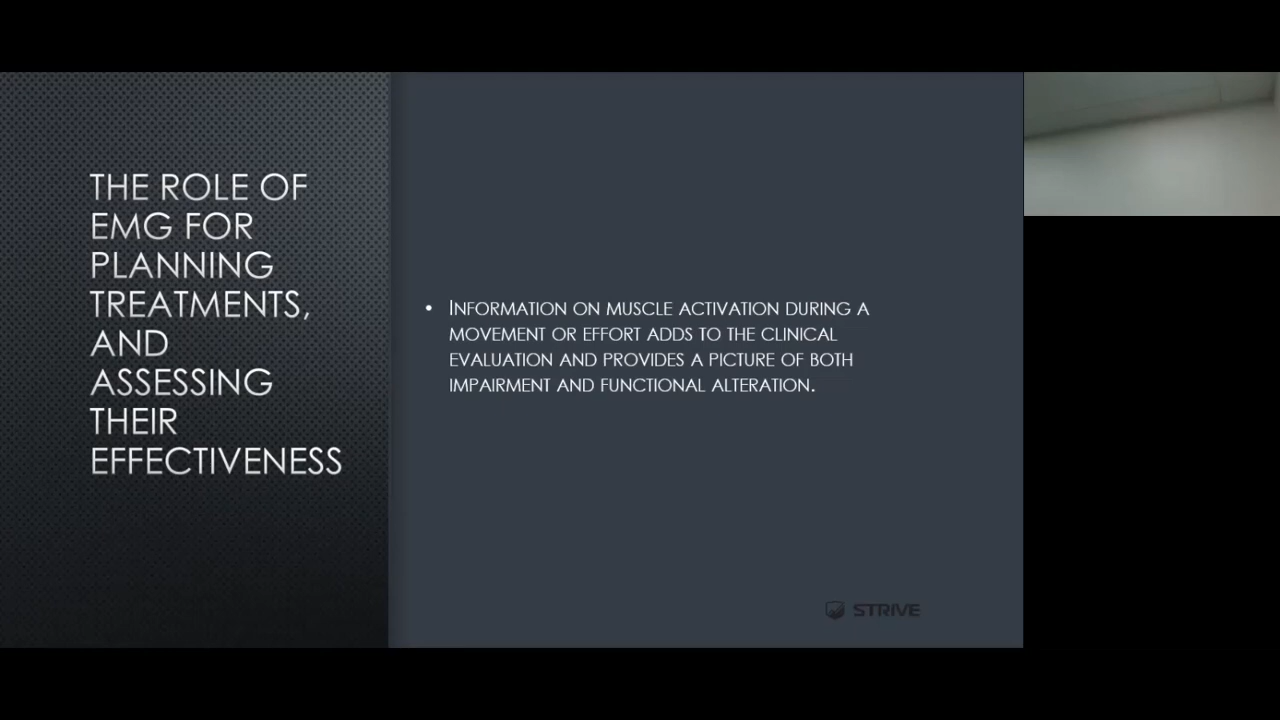 THE ROLE OF
EMG FOR
PLANNING
TREATMENTS,
AND
ASSESSING
THEIR
EFFECTIVENESS
• INFORMATION ON MUSCLE ACTIVATION DURING A
MOVEMENT OR EFFORT ADDS TO THE CLINICAL
EVALUATION AND PROVIDES A PICTURE OF BOTH
IMPAIRMENT AND FUNCTIONAL ALTERATION.
STRIVE